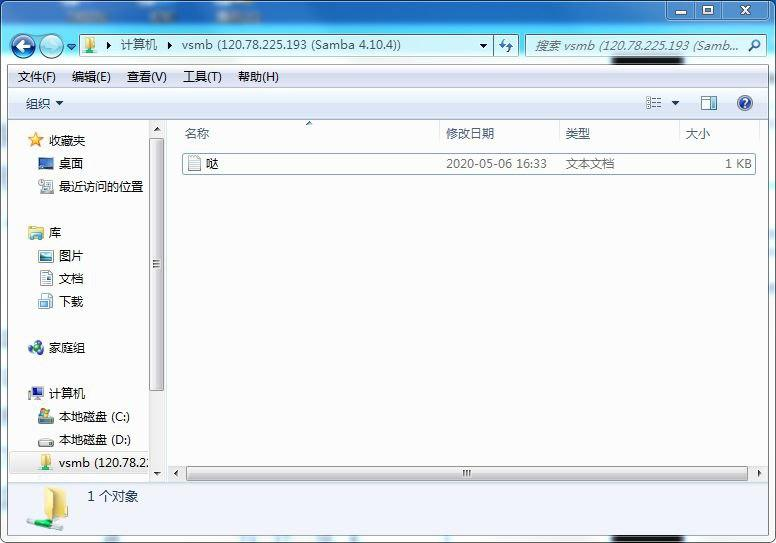 计算机 vsmb (120.78.225.193 (Samba 4.10.4))
搜索 vsmb (120.78.225.193 (Samb...
文件(F) 编辑(E) 查看(V) 工具(T) 帮助(H)
组织
收藏夹
桌面
最近访问的位置
库
图片
文档
下载
家庭组
计算机
本地磁盘 (C:)
本地磁盘 (D:)
vsmb (120.78.22
名称 修改日期 类型 大小
哒 2020-05-06 16:33 文本文档 1 KB
1 个对象